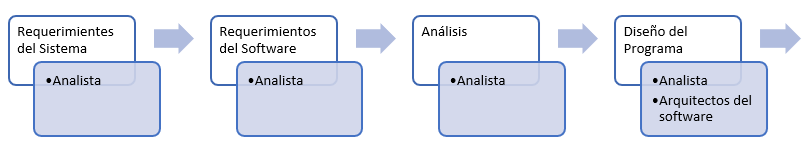 Requerimientes
del Sistema
•Analista
Requerimientos
del Software
•Analista
Análisis
•Analista
Diseño del
Programa
•Analista
•Arquitectos del
software